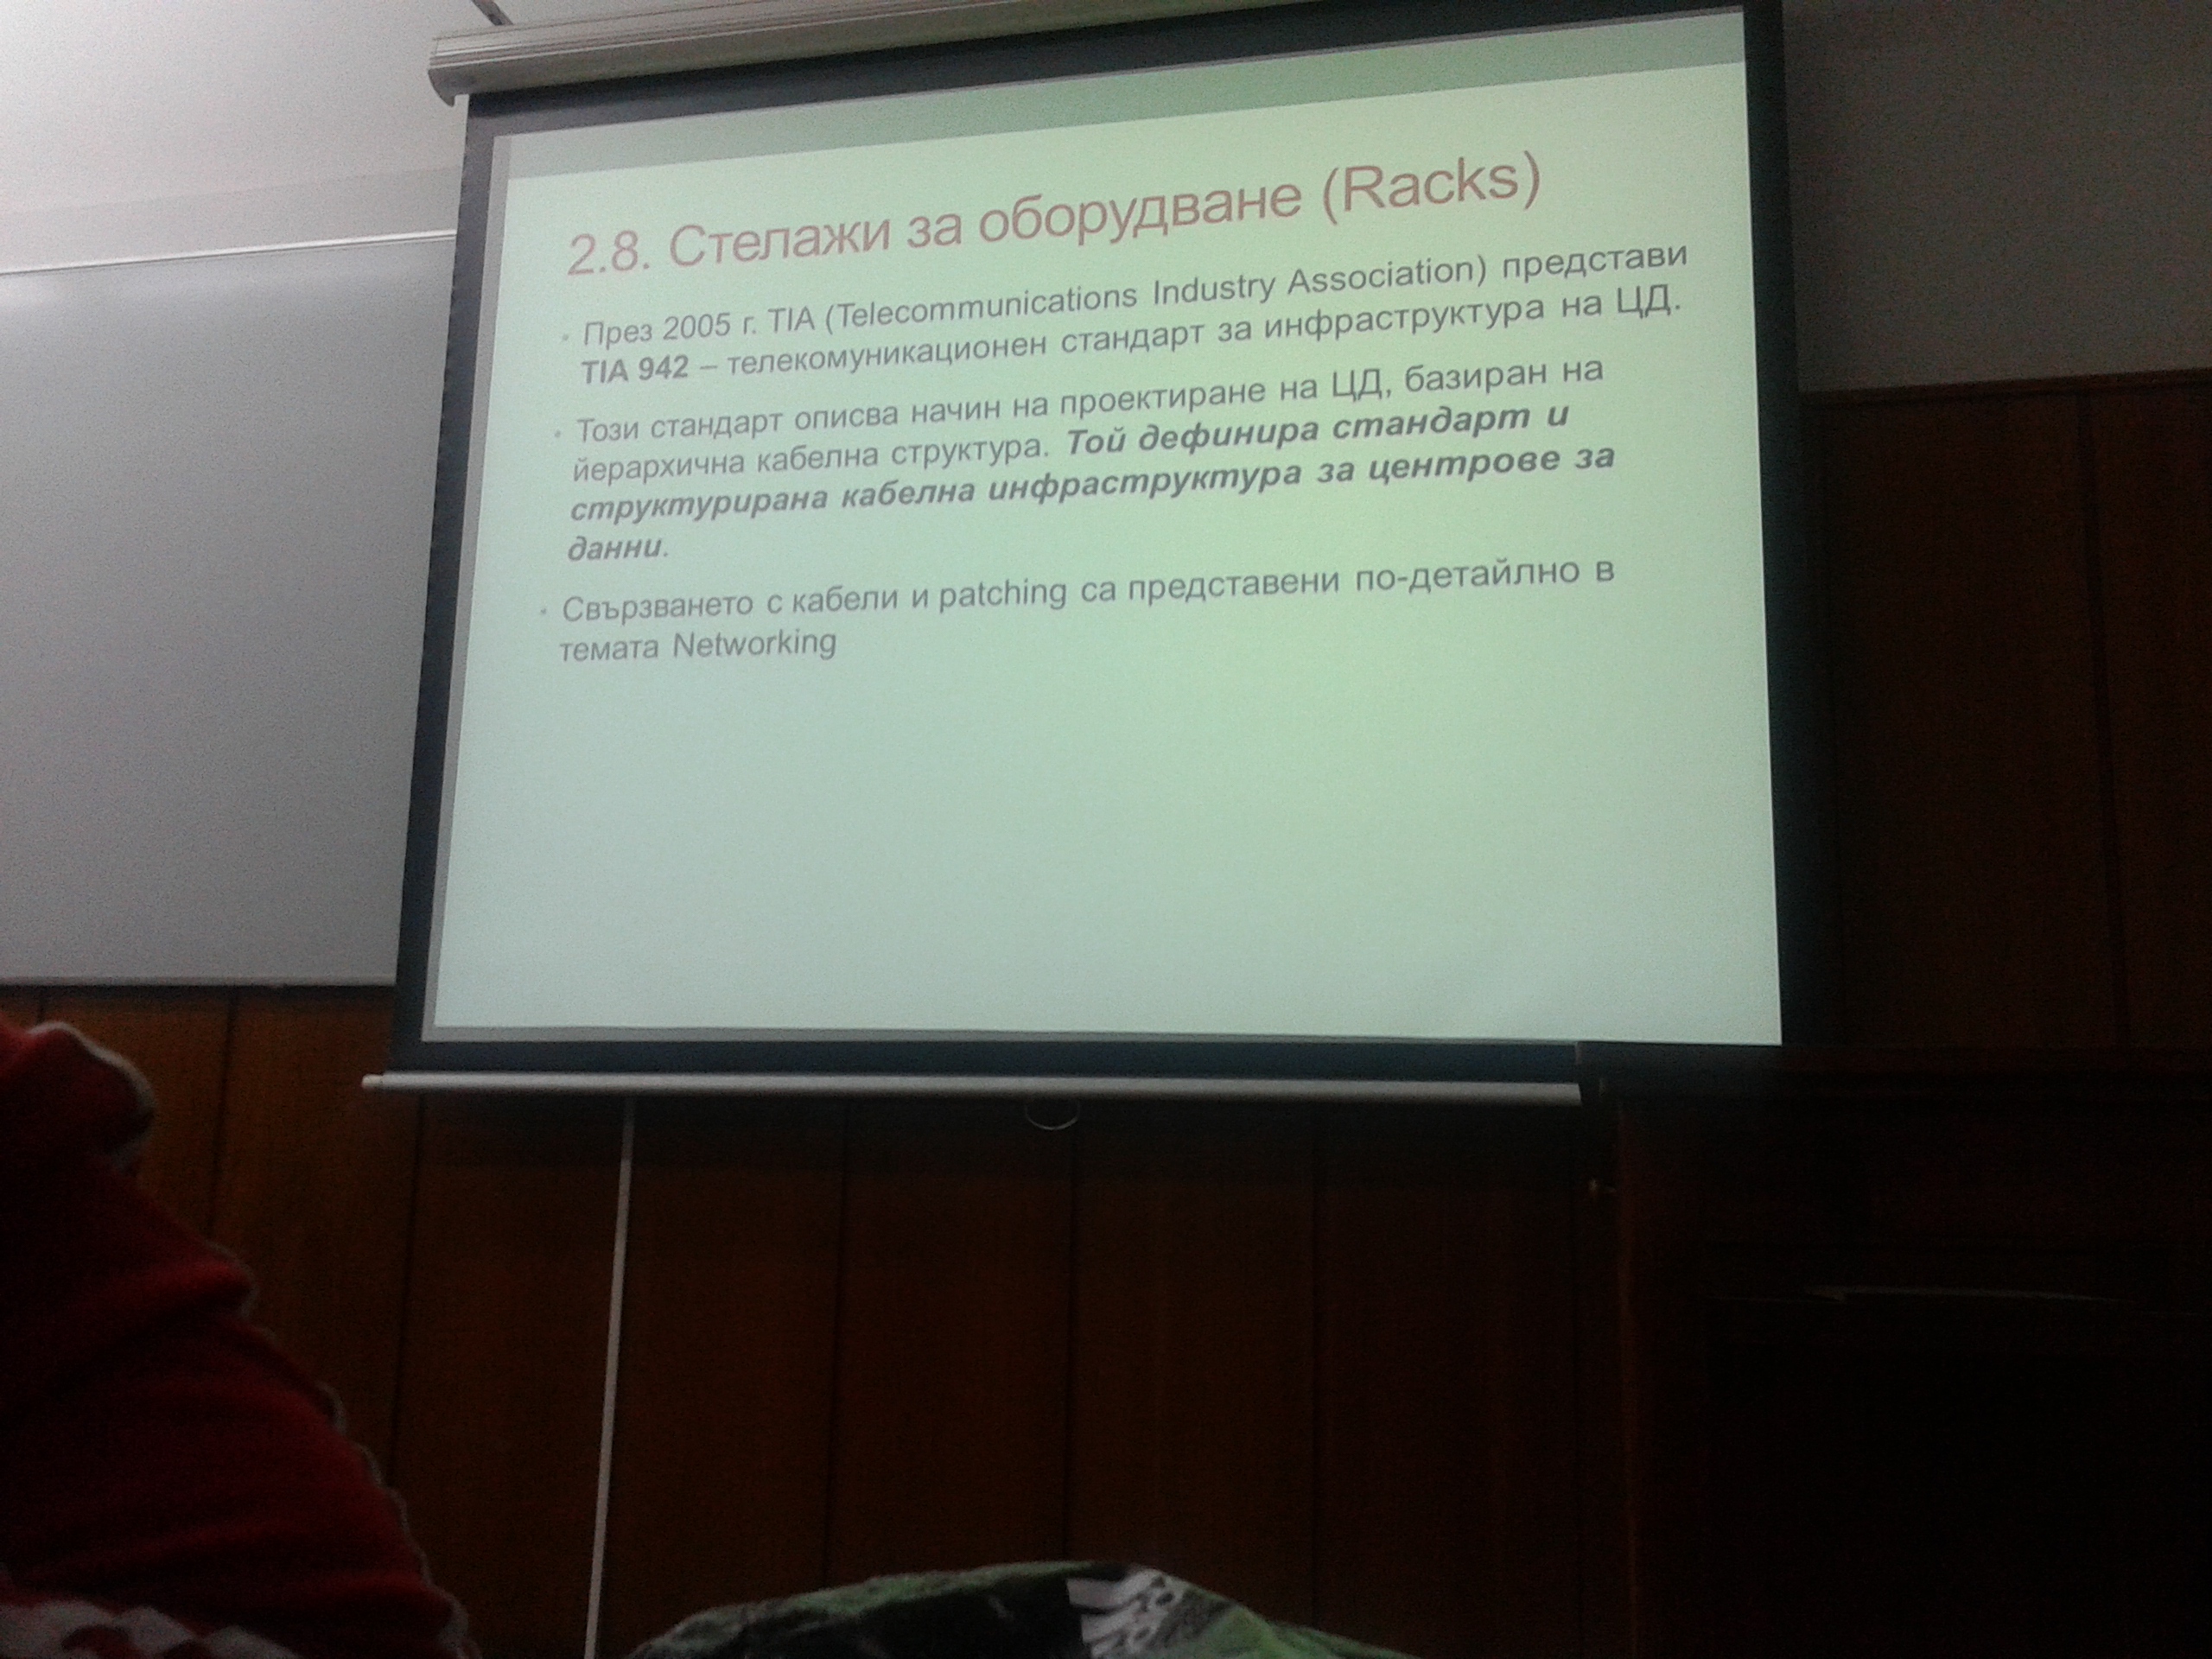 2.8. Стелажи за оборудване (Racks)
• През 2005 г. TIA (Telecommunications Industry Association) представи
TIA 942 – телекомуникационен стандарт за инфраструктура на ЦД.
• Този стандарт описва начин на проектиране на ЦД, базиран на
йерархична кабелна структура. Той дефинира стандарт и
структурирана кабелна инфраструктура за центрове за
данни.
• Свързването с кабели и patching са представени по-детайлно в
темата Networking